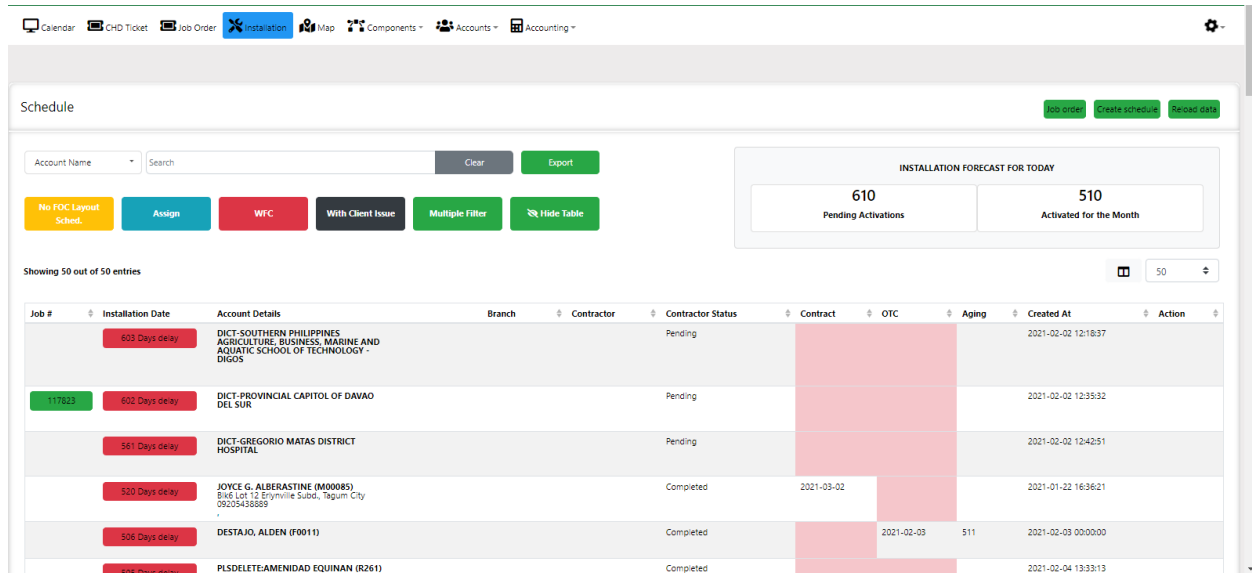 Calendar CHD Ticket Job Order Installation Map Components Accounts Accounting
Schedule
Job order Create schedule Reload data
Account Name Search Clear Export
INSTALLATION FORECAST FOR TODAY
610 510
Pending Activations Activated for the Month
No FOC Layout
Sched.
Assign WFC With Client Issue Multiple Filter Hide Table
Showing 50 out of 50 entries 50
Job # Installation Date Account Details Branch Contractor Contractor Status Contract OTC Aging Created At Action
603 Days delay DICT-SOUTHERN PHILIPPINES Pending 2021-02-02 12:18:37
AGRICULTURE, BUSINESS, MARINE AND
AQUATIC SCHOOL OF TECHNOLOGY -
DIGOS
117823 602 Days delay DICT-PROVINCIAL CAPITOL OF DAVAO Pending 2021-02-02 12:35:32
DEL SUR
561 Days delay DICT-GREGORIO MATAS DISTRICT Pending 2021-02-02 12:42:51
HOSPITAL
520 Days delay JOYCE G. ALBERASTINE (M00085) Completed 2021-03-02 2021-01-22 16:36:21
Blk6 Lot 12 Erlynville Subd., Tagum City
09205438889
,
506 Days delay DESTAJO, ALDEN (F0011) Completed 2021-02-03 511 2021-02-03 00:00:00
505 Days delay PLSDELETE:AMENIDAD EQUINAN (R261) Completed 2021-02-04 13:33:13